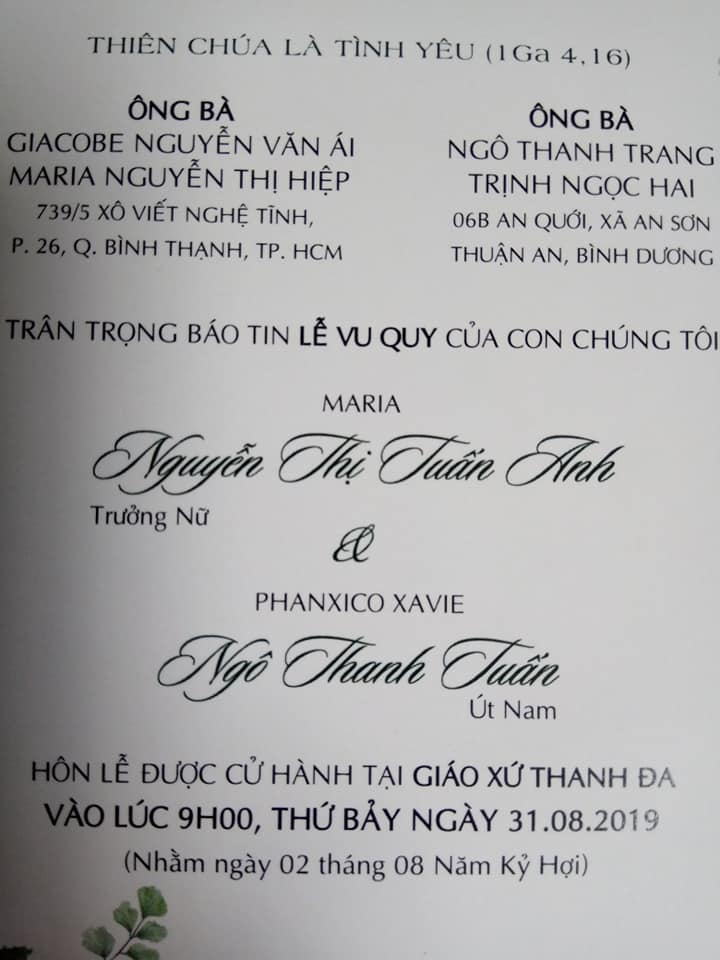 THIÊN CHÚA LÀ TÌNH YÊU (1Ga 4,16)
ÔNG BÀ
GIACOBE NGUYỄN VĂN ÁI
MARIA NGUYỄN THỊ HIỆP
739/5 XÔ VIẾT NGHỆ TĨNH,
P. 26, Q. BÌNH THẠNH, TP. HCM
ÔNG BÀ
NGÔ THANH TRANG
TRỊNH NGỌC HAI
06B AN QUỚI, XÃ AN SƠN
THUẬN AN, BÌNH DƯƠNG
TRÂN TRỌNG BÁO TIN LỄ VU QUY CỦA CON CHÚNG TÔI
MARIA
Nguyễn Thị Tuấn Anh
Trưởng Nữ
&
PHANXICO XAVIE
Ngô Thanh Tuấn
Út Nam
HÔN LỄ ĐƯỢC CỬ HÀNH TẠI GIÁO XỨ THANH ĐA
VÀO LÚC 9H00, THỨ BẢY NGÀY 31.08.2019
(Nhằm ngày 02 tháng 08 Năm Kỷ Hợi)